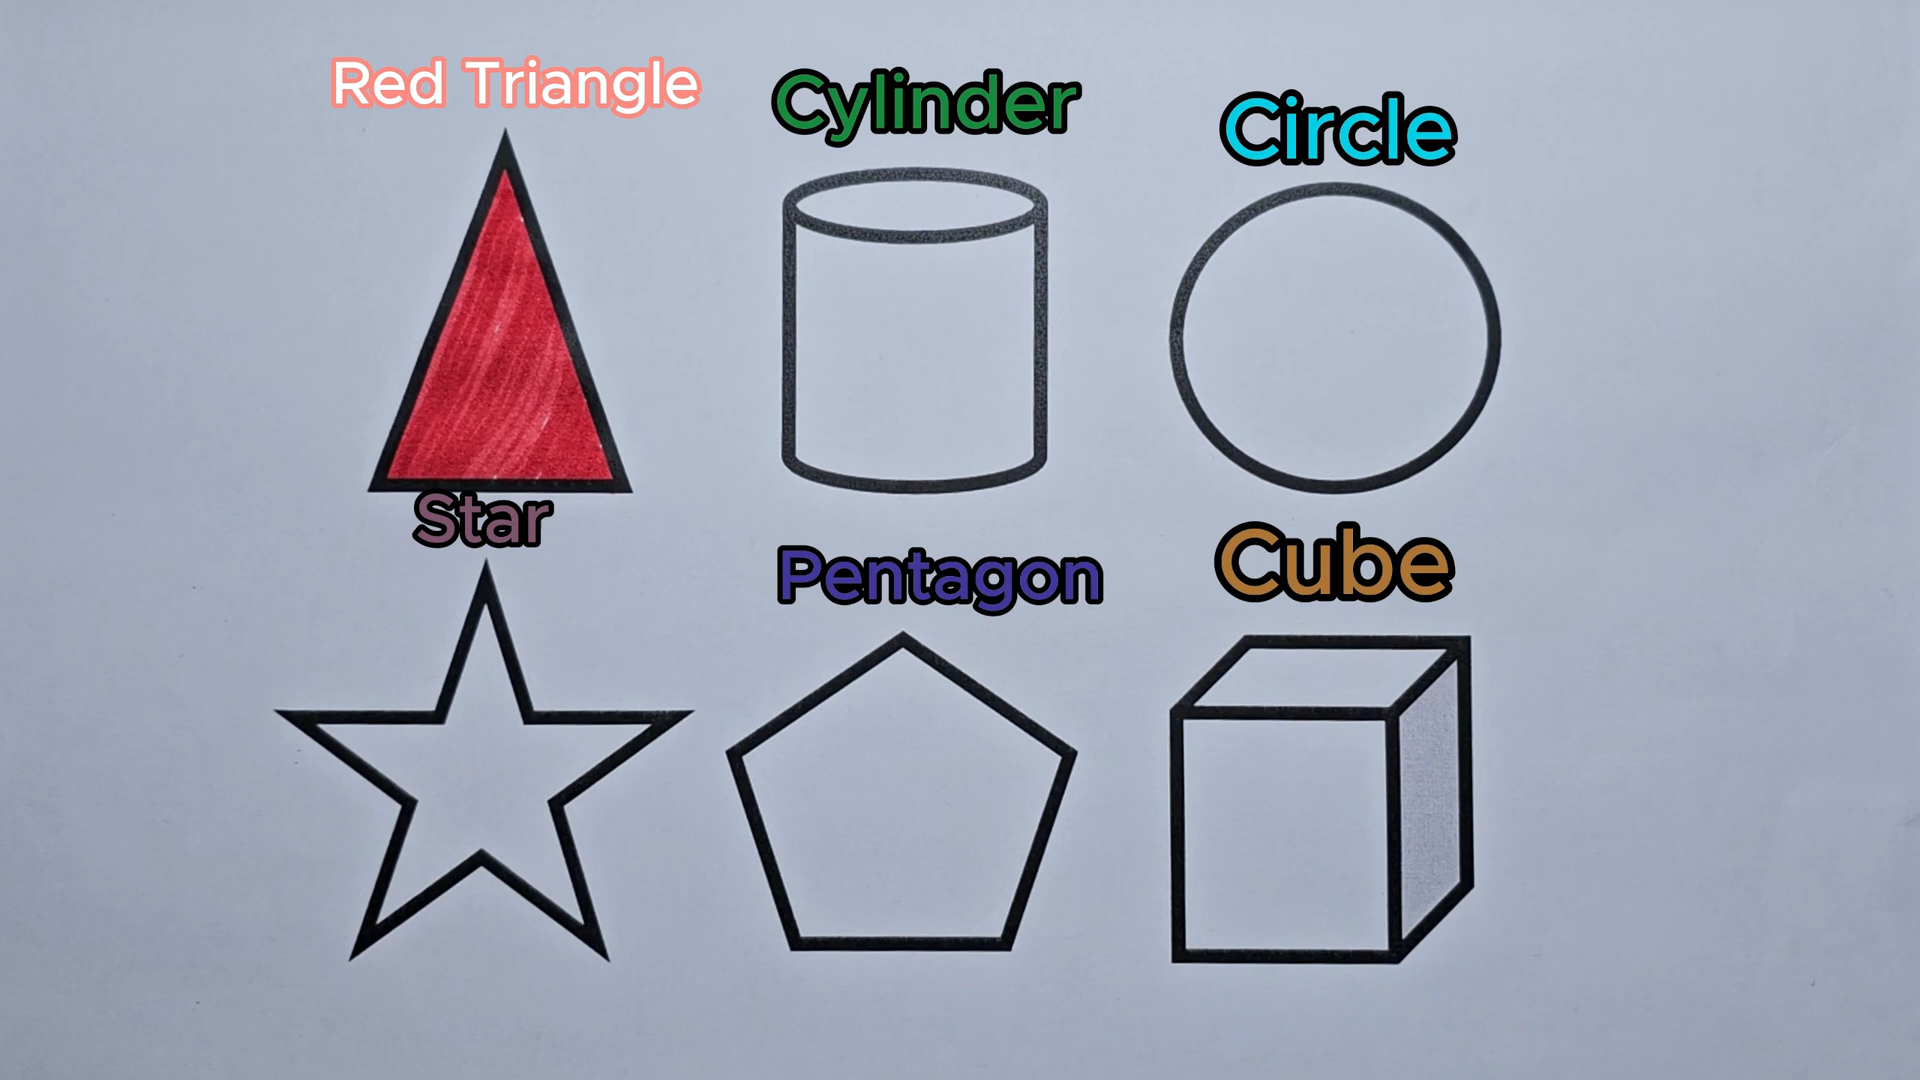 Red Triangle
Cylinder
Circle
Star
Pentagon
Cube